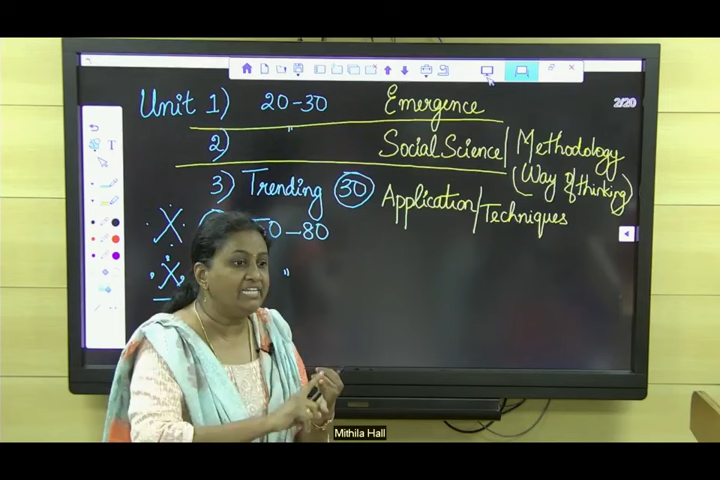 Unit 1) 20-30 Emergence
2) " Social Science / Methodology
(Way of thinking)
3) Trending 30 Application/Techniques
X 50-80
X "
2/20
T
Mithila Hall